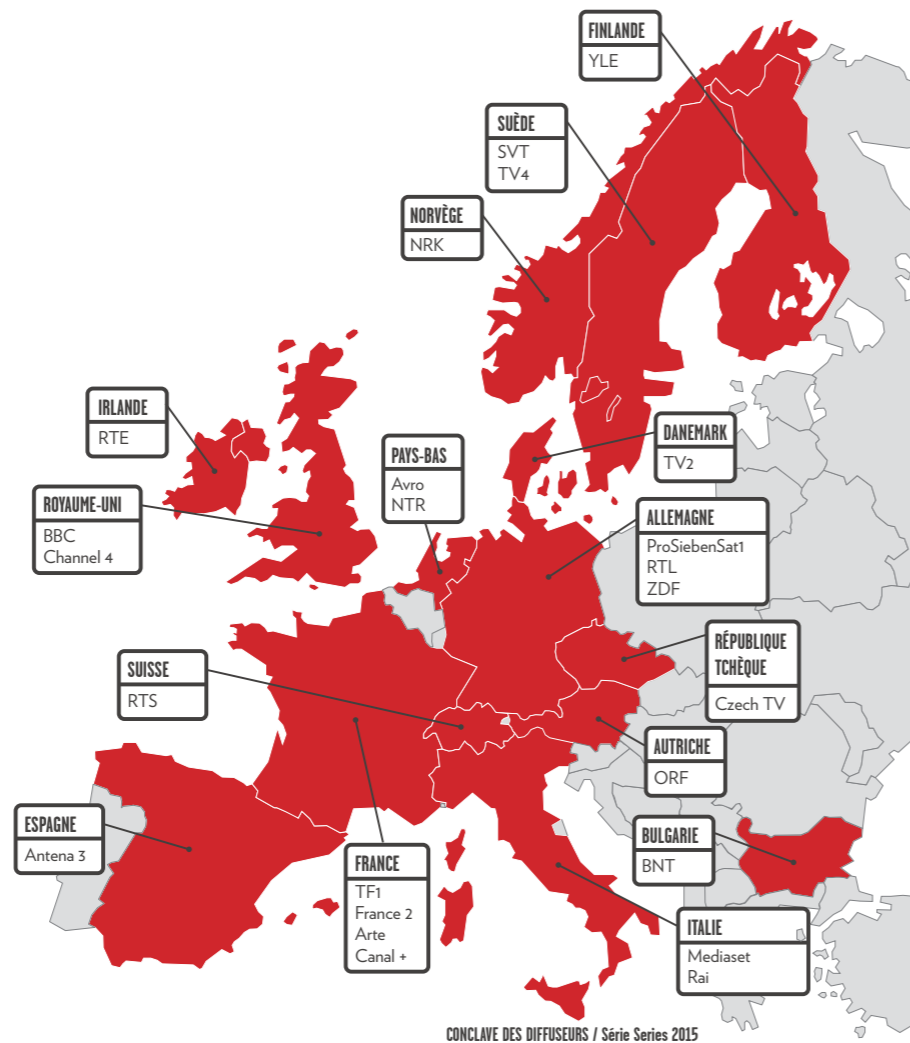 FINLANDE
YLE
SUÈDE
SVT
TV4
NORVÈGE
NRK
IRLANDE
RTE
PAYS-BAS
Avro
NTR
DANEMARK
TV2
ROYAUME-UNI
BBC
Channel 4
ALLEMAGNE
ProSiebenSat1
RTL
ZDF
SUISSE
RTS
RÉPUBLIQUE
TCHÈQUE
Czech TV
AUTRICHE
ORF
ESPAGNE
Antena 3
FRANCE
TF1
France 2
Arte
Canal +
BULGARIE
BNT
ITALIE
Mediaset
Rai
CONCLAVE DES DIFFUSEURS / Série Series 2015